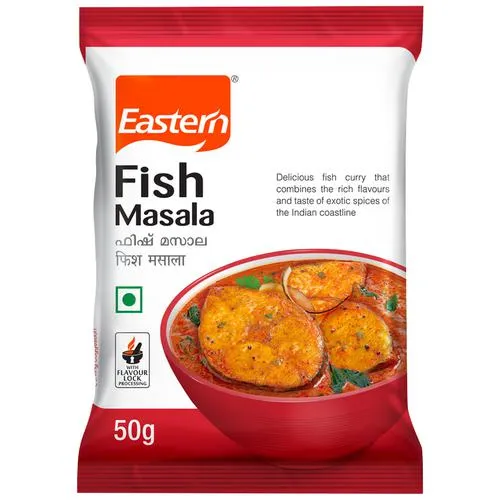 Eastern®
Fish
Masala
ഫിഷ് മസാല
फिश मसाला
Delicious fish curry that
combines the rich flavours
and taste of exotic spices of
the Indian coastline
WITH
FLAVOUR
LOCK
PROCESSING
50g